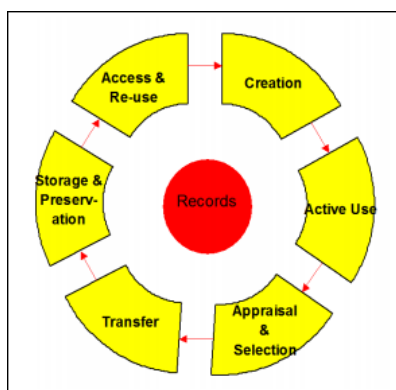 Access &
Re-use
Creation
Active Use
Appraisal
&
Selection
Transfer
Storage &
Preserv-
ation
Records